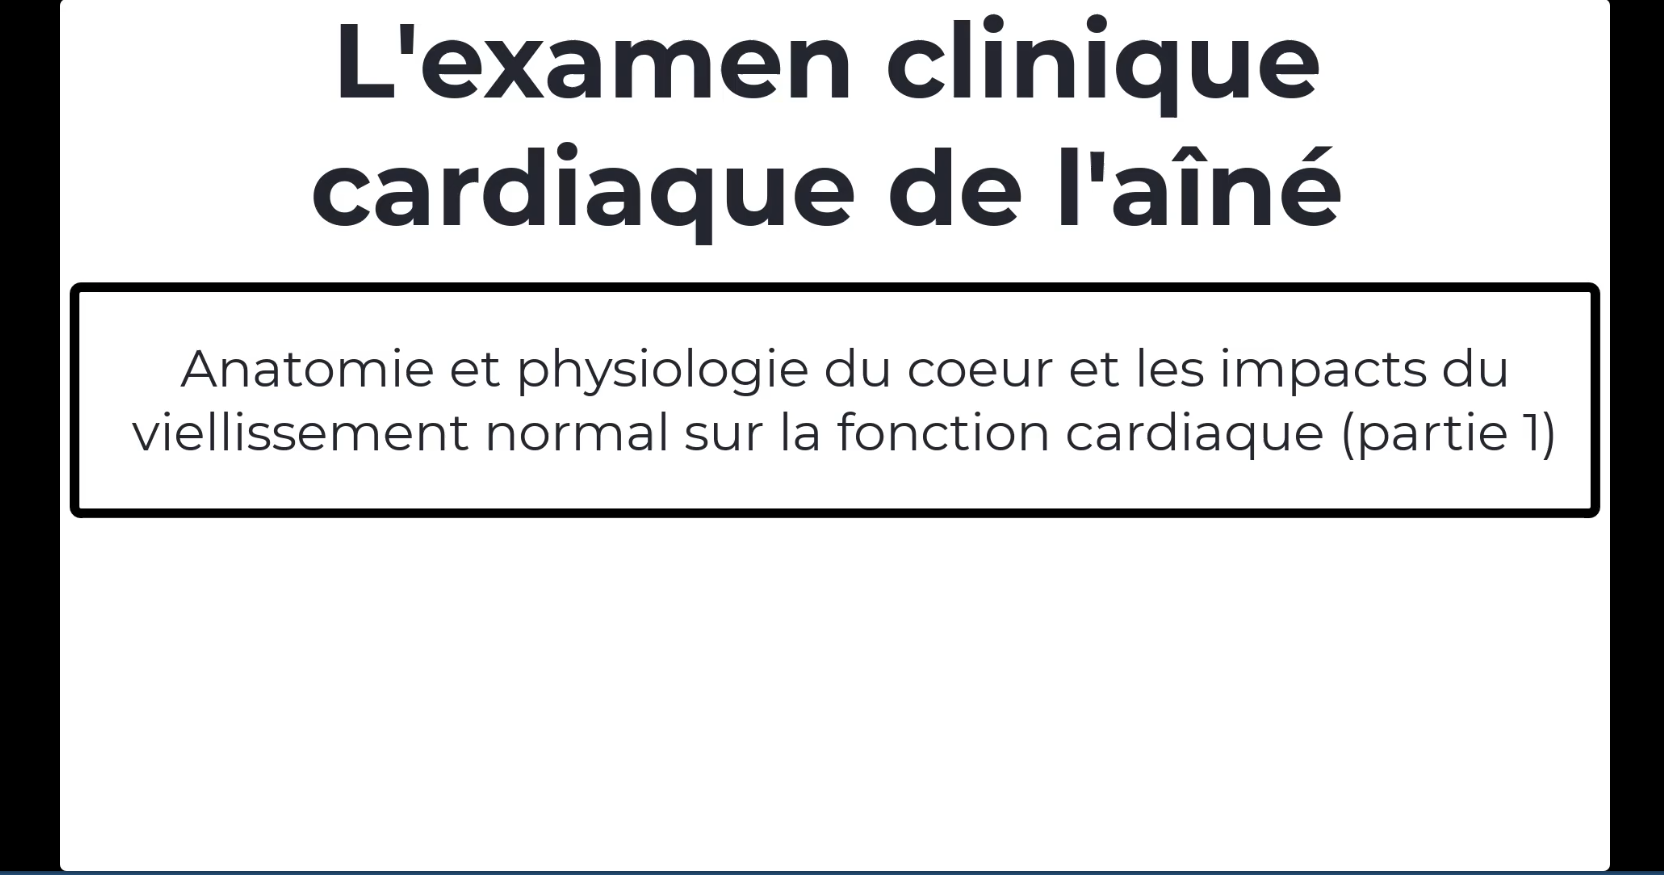 L'examen clinique
cardiaque de l'aîné
Anatomie et physiologie du coeur et les impacts du
viellissement normal sur la fonction cardiaque (partie 1)